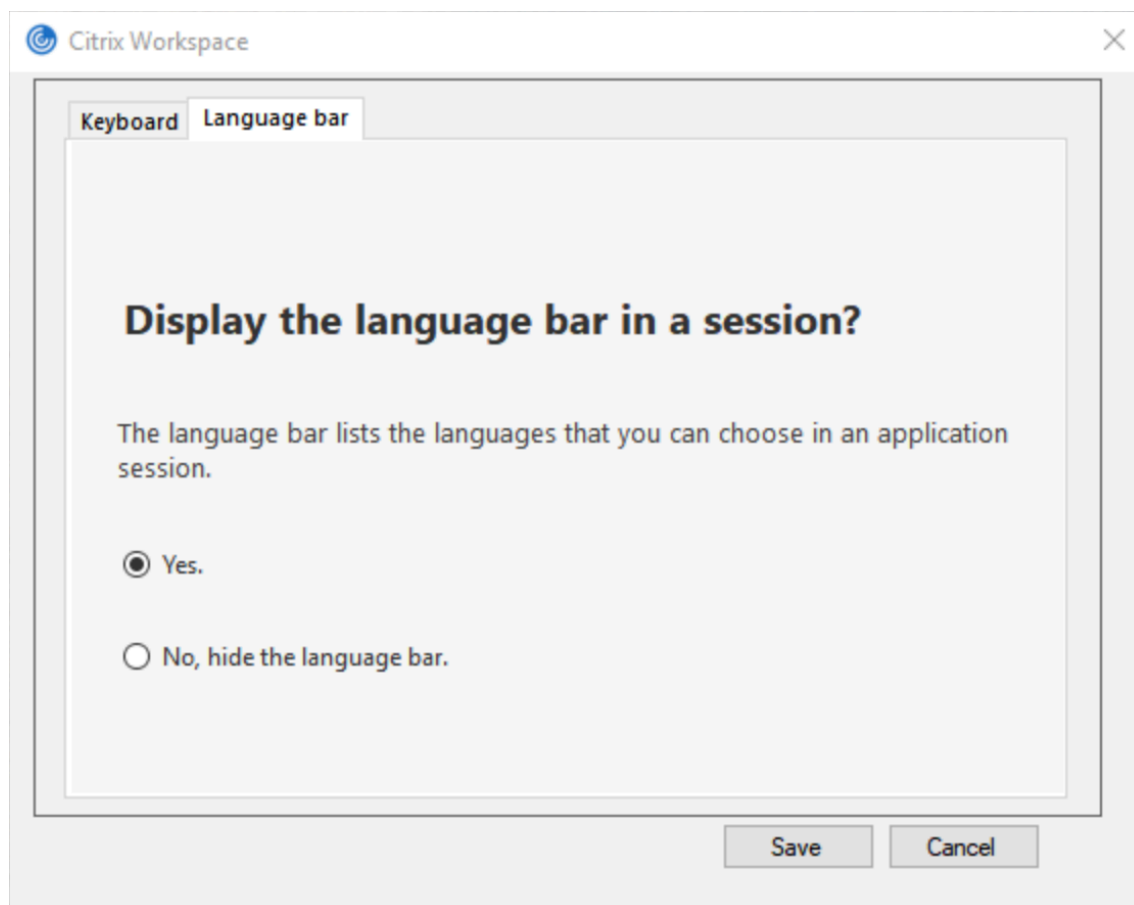 Citrix Workspace
Keyboard
Language bar
Display the language bar in a session?
The language bar lists the languages that you can choose in an application
session.
Yes.
No, hide the language bar.
Save
Cancel